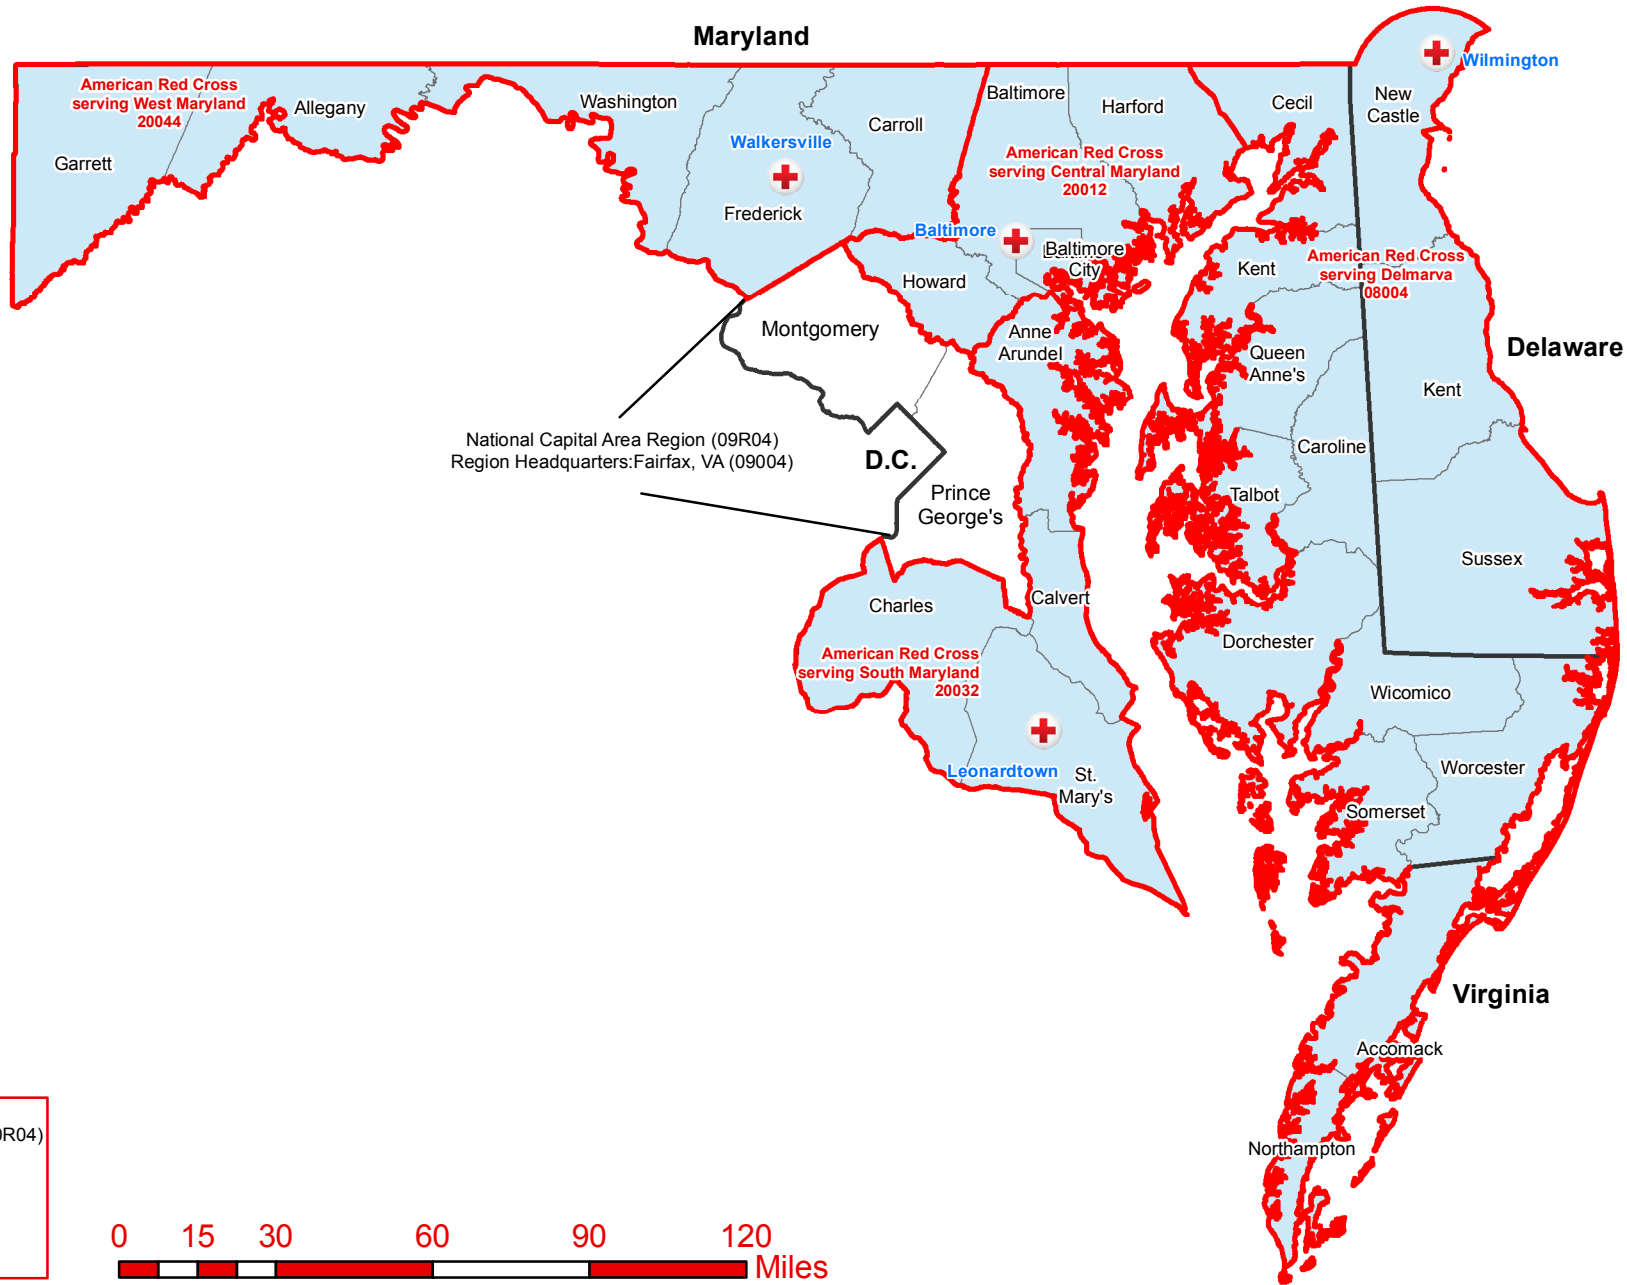 Maryland
Wilmington
American Red Cross
serving West Maryland
20044
Allegany
Garrett
Washington
Walkersville
Frederick
Carroll
Baltimore
Harford
Cecil
New
Castle
American Red Cross
serving Central Maryland
20012
Baltimore
Baltimore
City
Howard
Kent
American Red Cross
serving Delmarva
08004
Montgomery
Anne
Arundel
Queen
Anne's
Delaware
Kent
National Capital Area Region (09R04)
Region Headquarters:Fairfax, VA (09004)
D.C.
Caroline
Prince
George's
Talbot
Sussex
Charles
Calvert
Dorchester
American Red Cross
serving South Maryland
20032
Wicomico
Leonardtown
St.
Mary's
Worcester
Somerset
Virginia
Accomack
Northampton
R04)
0 15 30 60 90 120
Miles